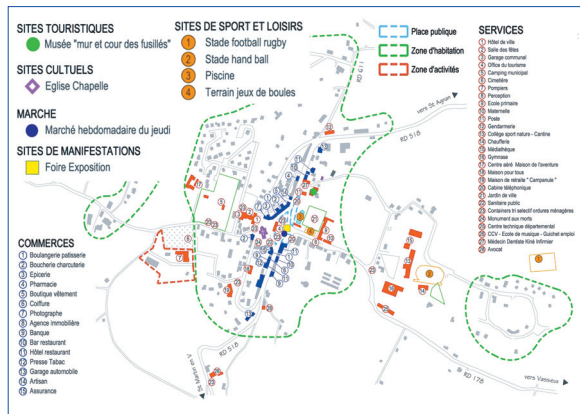 SITES TOURISTIQUES
Musée "mur et cour des fusillés"
SITES CULTUELS
Eglise Chapelle
MARCHE
Marché hebdomadaire du jeudi
SITES DE MANIFESTATIONS
Foire Exposition
SITES DE SPORT ET LOISIRS
1 Stade football rugby
2 Stade hand ball
3 Piscine
4 Terrain jeux de boules
Place publique
Zone d'habitation
Zone d'activités
SERVICES
1 Hôtel de ville
2 Salle des fêtes
3 Garage communal
4 Office du tourisme
5 Camping municipal
6 Cimetière
7 Pompiers
8 Perception
9 Ecole primaire
10 Maternelle
11 Poste
12 Gendarmerie
13 Collège sport nature - Cantine
14 Chaufferie
15 Médiathèque
16 Gymnase
17 Centre aéré Maison de l'aventure
18 Maison pour tous
19 Maison de retraite "Campanule"
20 Cabine téléphonique
21 Jardin de ville
22 Sanitaire public
23 Containers tri selectif ordures ménagères
24 Monument aux morts
25 Centre technique départemental
26 CCV - Ecole de musique - Guichet emploi
27 Médecin Dentiste Kiné Infirmier
28 Avocat
COMMERCES
1 Boulangerie patisserie
2 Boucherie charcuterie
3 Epicerie
4 Pharmacie
5 Boutique vêtement
6 Coiffure
7 Photographe
8 Agence immobilière
9 Banque
10 Bar restaurant
11 Hôtel restaurant
12 Presse Tabac
13 Garage automobile
14 Artisan
15 Assurance
RD 611
vers St Agnan
RD 518
RD 518
St Martin en V
RD 178
vers Vassieux